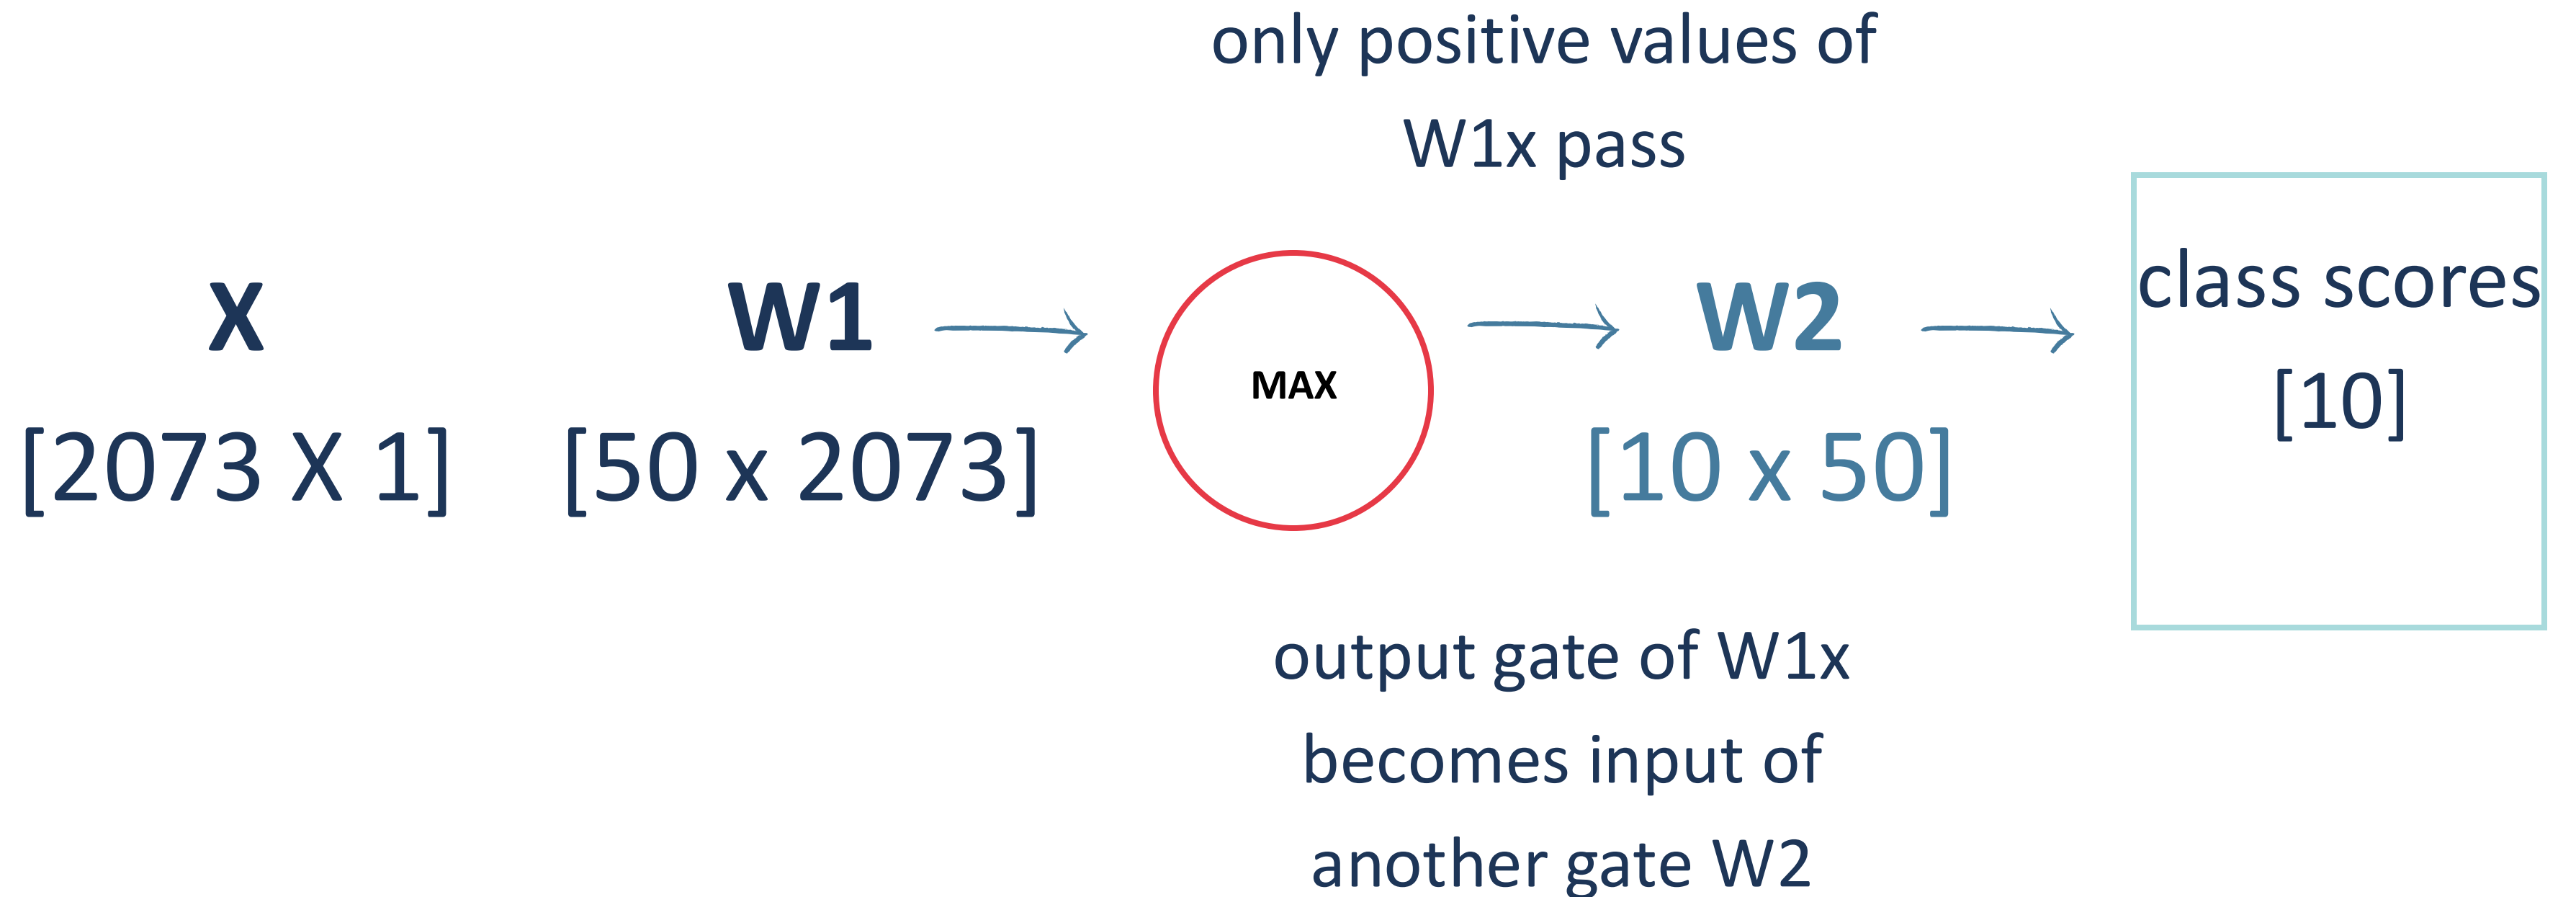 only positive values of
W1x pass
X
[2073 X 1]
W1
[50 x 2073]
MAX
W2
[10 x 50]
class scores
[10]
output gate of W1x
becomes input of
another gate W2